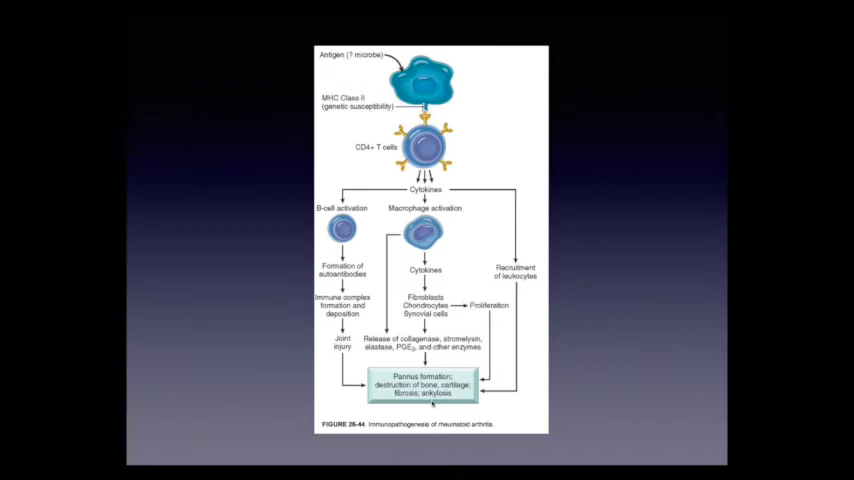 Antigen (? microbe)
MHC Class II
(genetic susceptibility)
CD4+ T cells
Cytokines
B-cell activation
Macrophage activation
Formation of
autoantibodies
Cytokines
Recruitment
of leukocytes
Immune complex
formation and
deposition
Fibroblasts
Chondrocytes
Synovial cells
Proliferation
Joint
injury
Release of collagenase, stromelysin,
elastase, PGE2, and other enzymes
Pannus formation;
destruction of bone, cartilage;
fibrosis; ankylosis
FIGURE 26-44 Immunopathogenesis of rheumatoid arthritis.